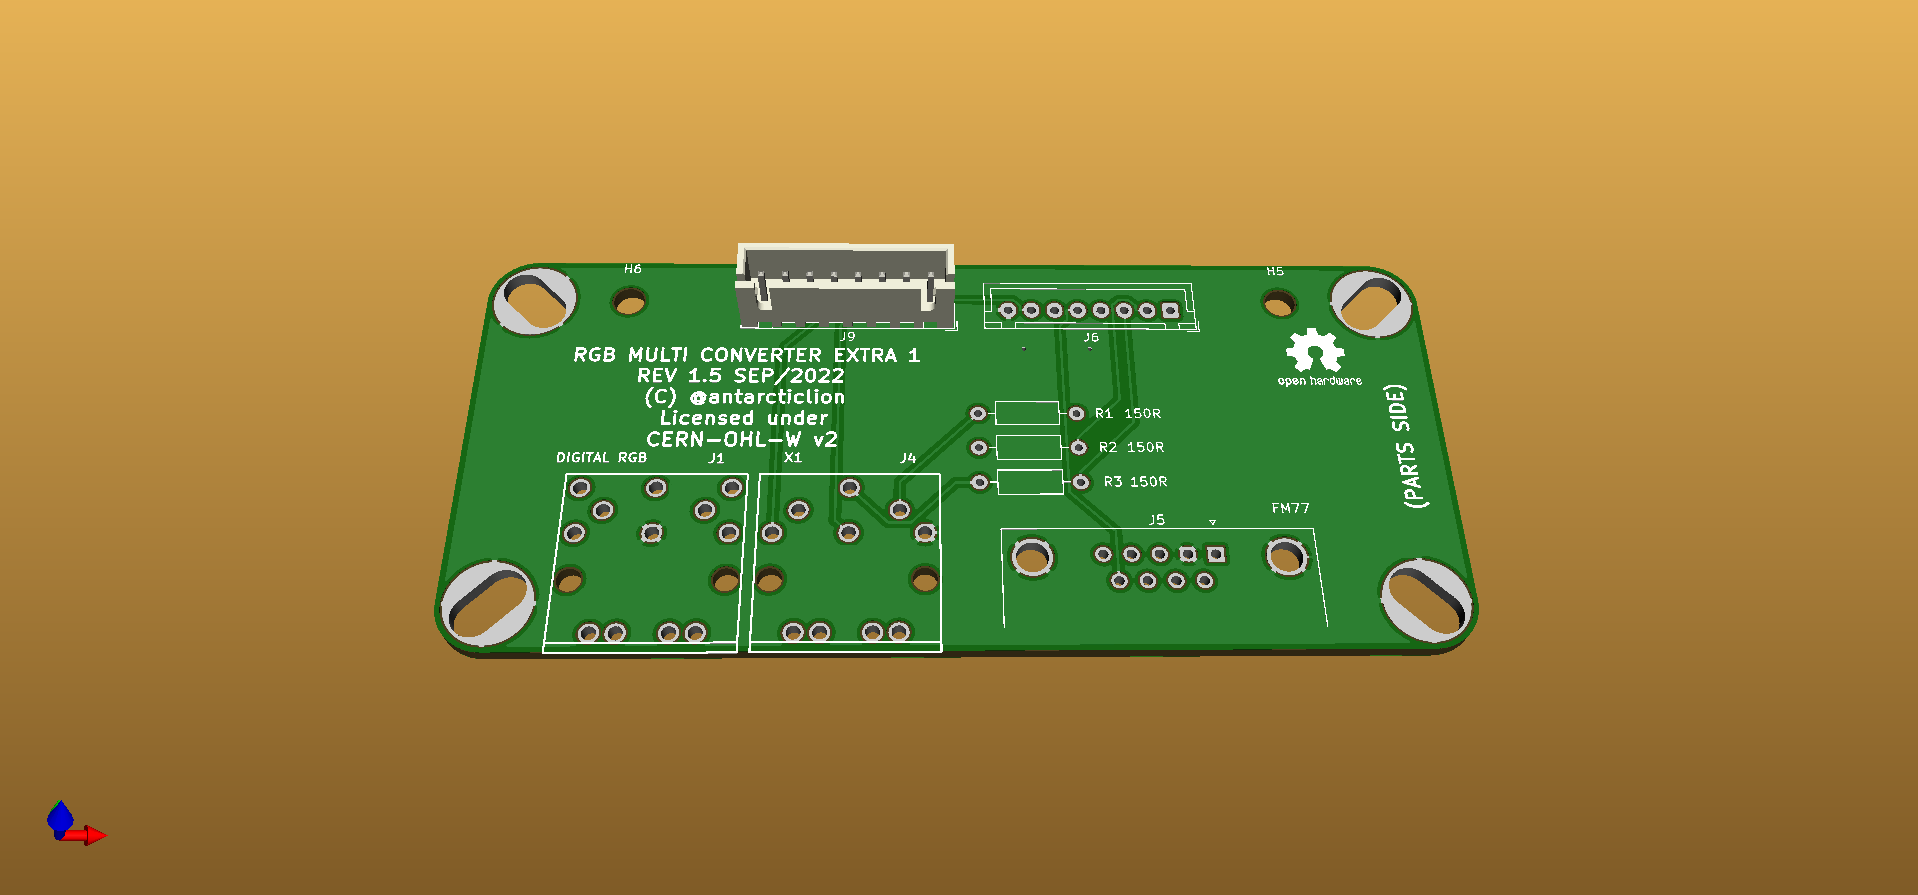 H6
H5
J9
J6
RGB MULTI CONVERTER EXTRA 1
REV 1.5 SEP/2022
(C) @antarcticlion
Licensed under
CERN-OHL-W v2
open hardware
(PARTS SIDE)
R1 150R
R2 150R
R3 150R
DIGITAL RGB
J1
X1
J4
FM77
J5